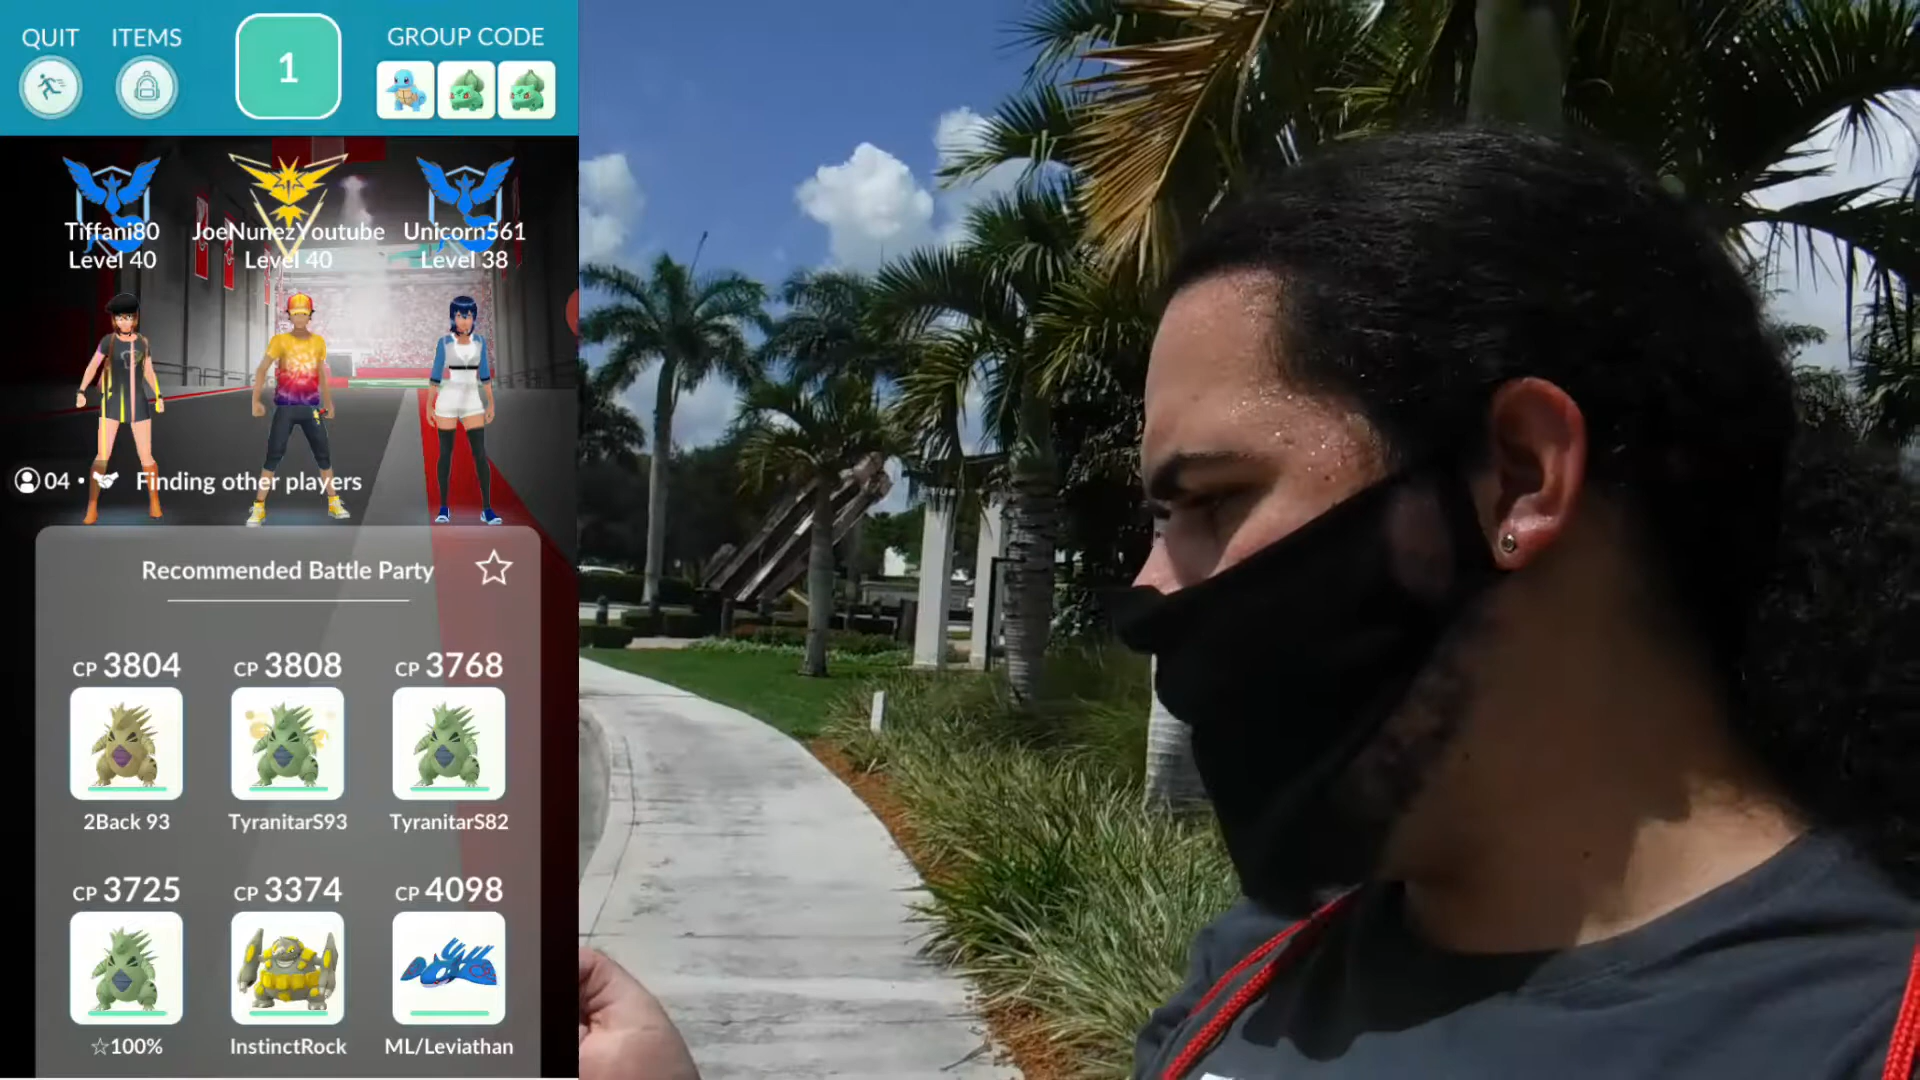 QUIT
ITEMS
1
GROUP CODE
Tiffani80
Level 40
JoeNunezYoutube
Level 40
Unicorn561
Level 38
04 • Finding other players
Recommended Battle Party
CP 3804
CP 3808
CP 3768
2Back 93
TyranitarS93
TyranitarS82
CP 3725
CP 3374
CP 4098
☆100%
InstinctRock
ML/Leviathan